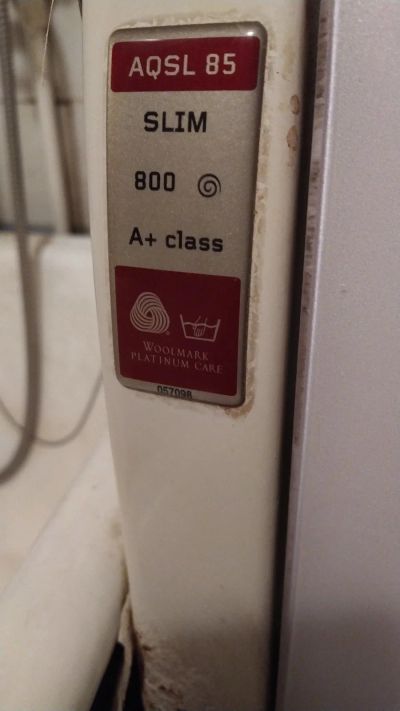 AQSL 85
SLIM
800
A+ class
WOOLMARK
PLATINUM CARE
057098